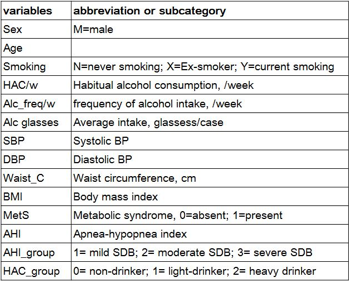 variables abbreviation or subcategory
Sex M=male
Age
Smoking N=never smoking; X=Ex-smoker; Y=current smoking
HAC/w Habitual alcohol consumption, /week
Alc_freq/w frequency of alcohol intake, /week
Alc glasses Average intake, glassess/case
SBP Systolic BP
DBP Diastolic BP
Waist_C Waist circumference, cm
BMI Body mass index
MetS Metabolic syndrome, 0=absent; 1=present
AHI Apnea-hypopnea index
AHI_group 1= mild SDB; 2= moderate SDB; 3= severe SDB
HAC_group 0= non-drinker; 1= light-drinker; 2= heavy drinker